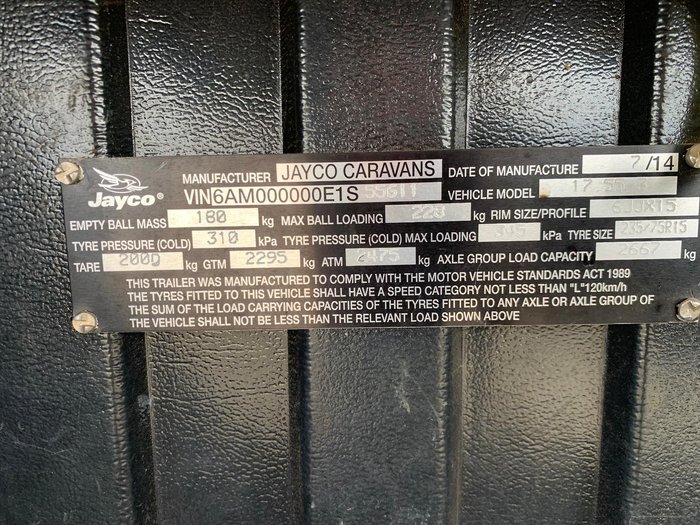 Jayco®
MANUFACTURER JAYCO CARAVANS DATE OF MANUFACTURE 7/14
VIN 6AM000000E1S VEHICLE MODEL
EMPTY BALL MASS 180 kg MAX BALL LOADING kg RIM SIZE/PROFILE
TYRE PRESSURE (COLD) 310 kPa TYRE PRESSURE (COLD) MAX LOADING kPa TYRE SIZE 235/75R15
TARE 2000 kg GTM 2295 kg ATM 2475 kg AXLE GROUP LOAD CAPACITY 2667 kg
THIS TRAILER WAS MANUFACTURED TO COMPLY WITH THE MOTOR VEHICLE STANDARDS ACT 1989
THE TYRES FITTED TO THIS VEHICLE SHALL HAVE A SPEED CATEGORY NOT LESS THAN "L"120km/h
THE SUM OF THE LOAD CARRYING CAPACITIES OF THE TYRES FITTED TO ANY AXLE OR AXLE GROUP OF
THE VEHICLE SHALL NOT BE LESS THAN THE RELEVANT LOAD SHOWN ABOVE